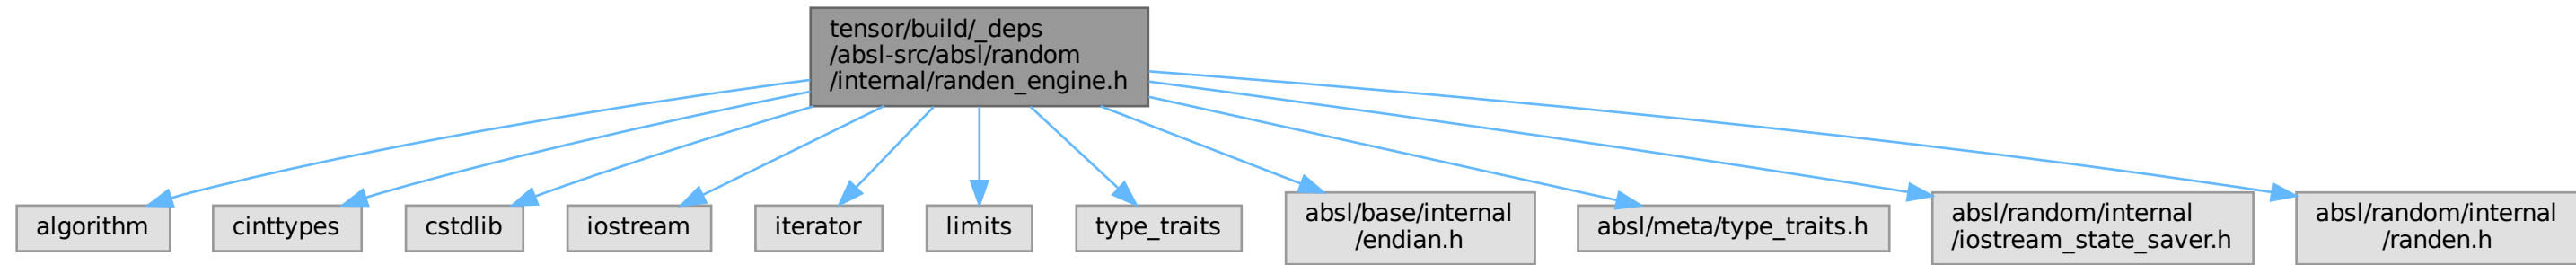 tensor/build/_deps
/absl-src/absl/random
/internal/randen_engine.h
algorithm
cinttypes
cstdlib
iostream
iterator
limits
type_traits
absl/base/internal
/endian.h
absl/meta/type_traits.h
absl/random/internal
/iostream_state_saver.h
absl/random/internal
/randen.h